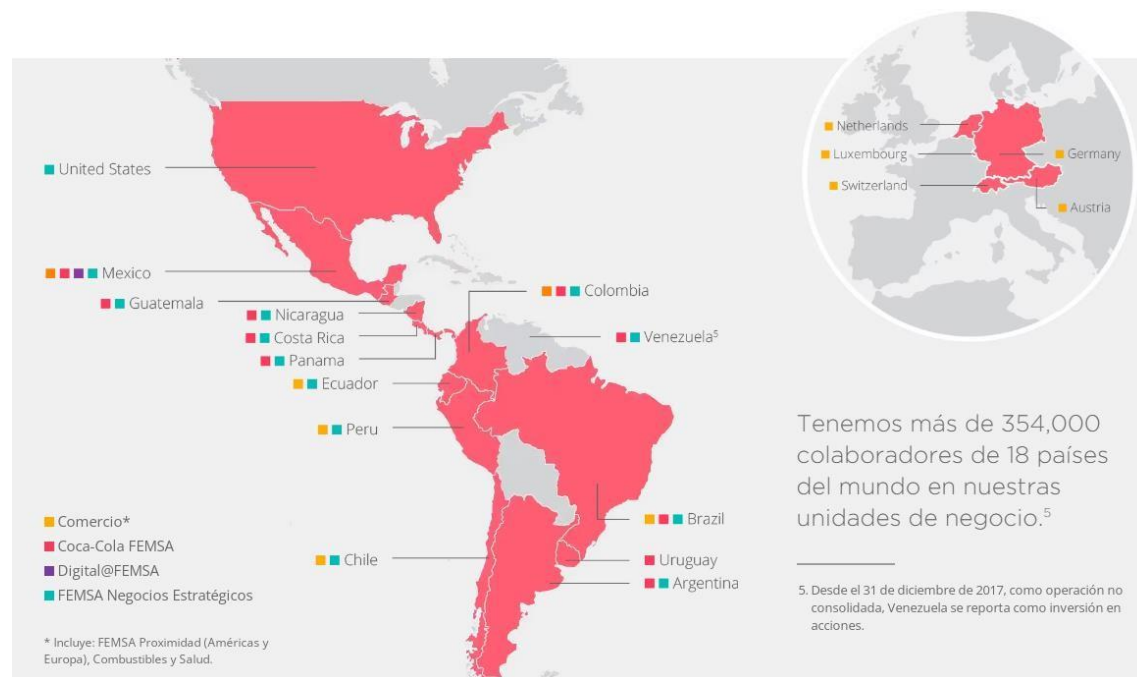 United States
Mexico
Guatemala
Nicaragua
Costa Rica
Panama
Ecuador
Peru
Chile
Colombia
Venezuela⁵
Brazil
Uruguay
Argentina
Netherlands
Luxembourg
Switzerland
Germany
Austria
Comercio*
Coca-Cola FEMSA
Digital@FEMSA
FEMSA Negocios Estratégicos
* Incluye: FEMSA Proximidad (Américas y
Europa), Combustibles y Salud.
Tenemos más de 354,000
colaboradores de 18 países
del mundo en nuestras
unidades de negocio.⁵
5. Desde el 31 de diciembre de 2017, como operación no
consolidada, Venezuela se reporta como inversión en
acciones.